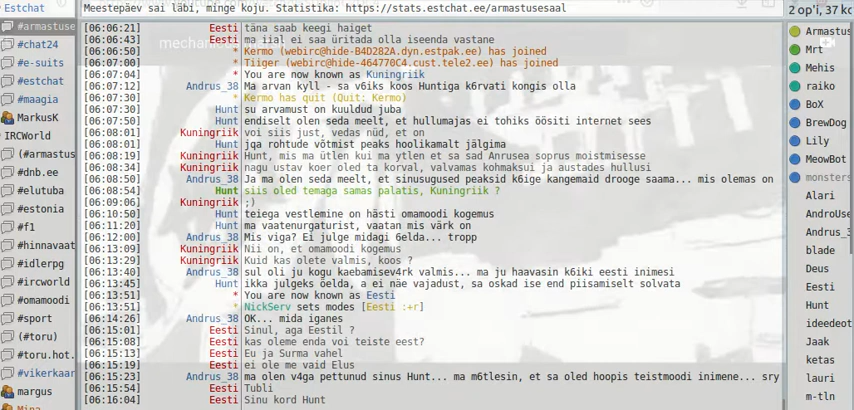 Estchat
Meestepäev sai läbi, minge koju. Statistika: https://stats.estchat.ee/armastusesaal
2 op'i, 37 ko
#armastuse
#chat24
#e-suits
#estchat
#maagia
MarkusK
IRCWorld
(#armastus
#dnb.ee
#elutuba
#estonia
#f1
#hinnavaat
#idlerpg
#ircworld
#omamoodi
#sport
(#toru)
#toru.hot.
#vikerkaar
margus
Mina
[06:06:21] Eesti täna saab keegi haiget
[06:06:43] Eesti ma iial ei saa üritada olla iseenda vastane
[06:06:50] * Kermo (webirc@hide-B4D282A.dyn.estpak.ee) has joined
[06:07:00] * Tiiger (webirc@hide-464770C4.cust.tele2.ee) has joined
[06:07:04] * You are now known as Kuningriik
[06:07:12] Andrus_38 Ma arvan kyll - sa v6iks koos Huntiga k6rvati kongis olla
[06:07:30] * Kermo has quit (Quit: Kermo)
[06:07:30] Hunt su arvamust on kuuldud juba
[06:07:50] Hunt endiselt olen seda meelt, et hullumajas ei tohiks öösiti internet sees
[06:08:01] Kuningriik voi siis just, vedas nüd, et on
[06:08:01] Hunt jqa rohtude võtmist peaks hoolikamalt jälgima
[06:08:19] Kuningriik Hunt, mis ma ütlen kui ma ytlen et sa sad Anrusea soprus moistmisesse
[06:08:34] Kuningriik nagu ustav koer oled ta korval, valvamas kohmaksui ja austades hullusi
[06:08:50] Andrus_38 Ja ma olen seda meelt, et sinusugused peaksid k6ige kangemaid drooge saama... mis olemas on
[06:08:54] Hunt siis oled temaga samas palatis, Kuningriik ?
[06:09:06] Kuningriik ;)
[06:10:50] Hunt teiega vestlemine on hästi omamoodi kogemus
[06:11:20] Hunt ma vaatenurgaturist, vaatan mis värk on
[06:12:00] Andrus_38 Mis viga? Ei julge midagi 6elda... tropp
[06:13:09] Kuningriik Nii on, et omamoodi kogemus
[06:13:29] Kuningriik Kuid kas olete valmis, koos ?
[06:13:40] Andrus_38 sul oli ju kogu kaebamisev4rk valmis... ma ju haavasin k6iki eesti inimesi
[06:13:45] Hunt ikka julgeks öelda, a ei näe vajadust, sa oskad ise end piisamiselt solvata
[06:13:51] * You are now known as Eesti
[06:13:51] * NickServ sets modes [Eesti :+r]
[06:14:26] Andrus_38 OK... mida iganes
[06:15:01] Eesti Sinul, aga Eestil ?
[06:15:08] Eesti kas oleme enda voi teiste eest?
[06:15:13] Eesti Eu ja Surma vahel
[06:15:19] Eesti ei ole me vaid Elus
[06:15:23] Andrus_38 ma olen v4ga pettunud sinus Hunt... ma m6tlesin, et sa oled hoopis teistmoodi inimene... sry
[06:15:54] Eesti Tubli
[06:16:04] Eesti Sinu kord Hunt
Armastus
Mrt
Mehis
raiko
BoX
BrewDog
Lily
MeowBot
monsters
Alari
AndroUse
Andrus_3
blade
Deus
Eesti
Hunt
ideedeot
Jaak
ketas
lauri
m-tln